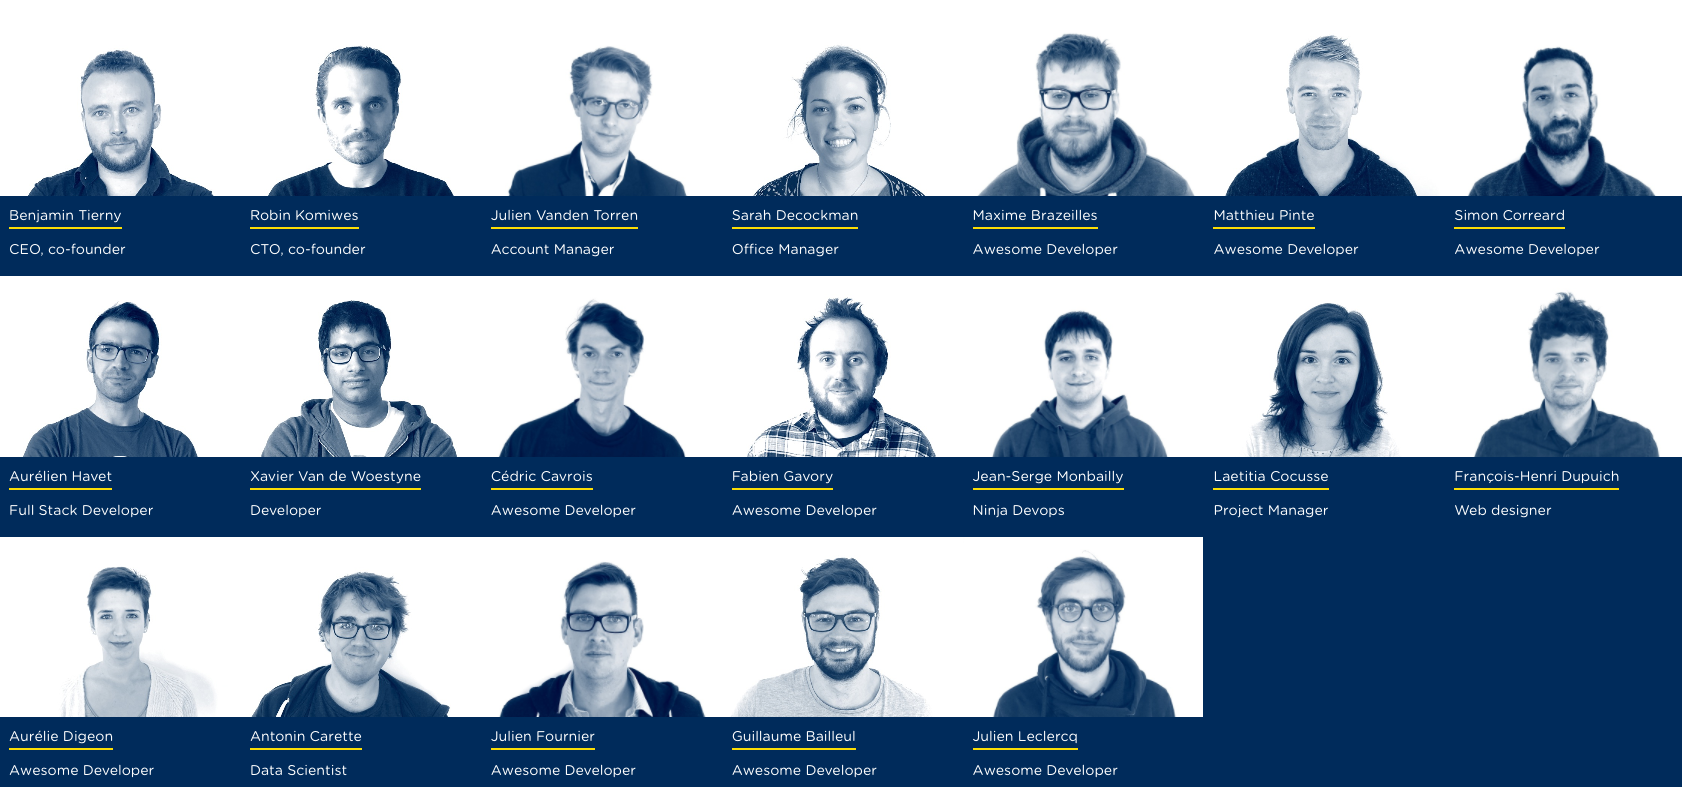 Benjamin Tierny
CEO, co-founder
Robin Komiwes
CTO, co-founder
Julien Vanden Torren
Account Manager
Sarah Decockman
Office Manager
Maxime Brazeilles
Awesome Developer
Matthieu Pinte
Awesome Developer
Simon Correard
Awesome Developer
Aurélien Havet
Full Stack Developer
Xavier Van de Woestyne
Developer
Cédric Cavrois
Awesome Developer
Fabien Gavory
Awesome Developer
Jean-Serge Monbailly
Ninja Devops
Laetitia Cocusse
Project Manager
François-Henri Dupuich
Web designer
Aurélie Digeon
Awesome Developer
Antonin Carette
Data Scientist
Julien Fournier
Awesome Developer
Guillaume Bailleul
Awesome Developer
Julien Leclercq
Awesome Developer